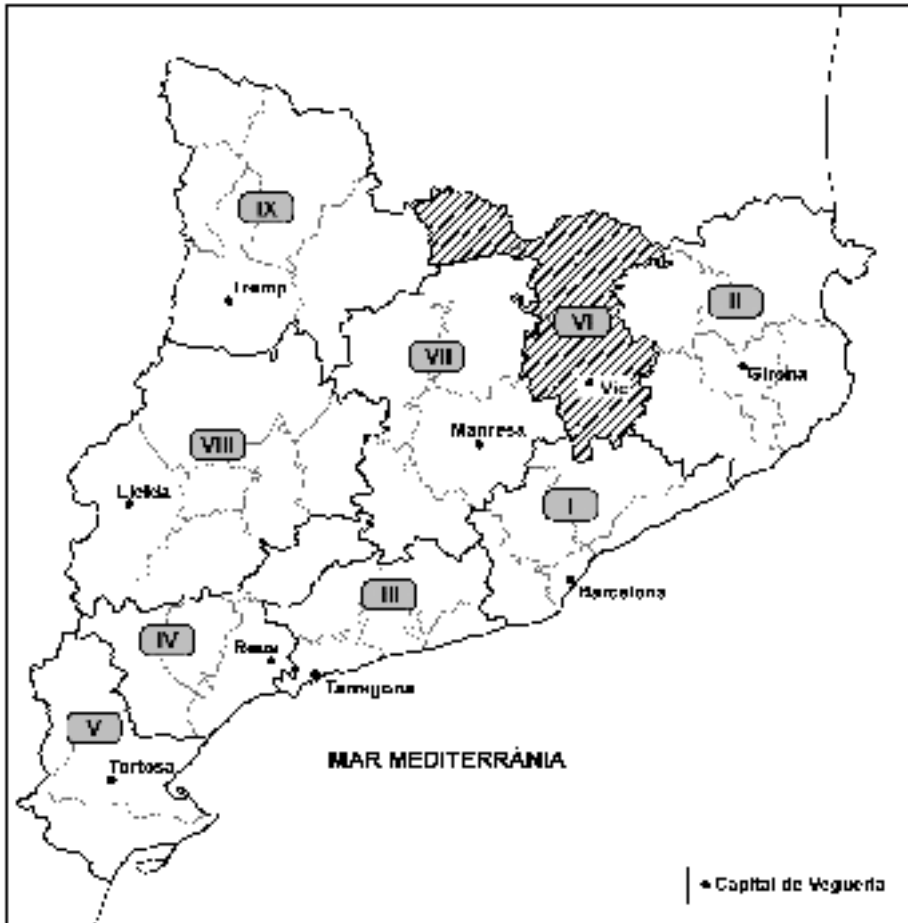 IX
Tremp
II
VI
VII
Girona
Vic
Manresa
VIII
Lleida
I
Barcelona
III
IV
Reus
Tarragona
V
MAR MEDITERRÀNIA
Tortosa
Capital de Vegueria